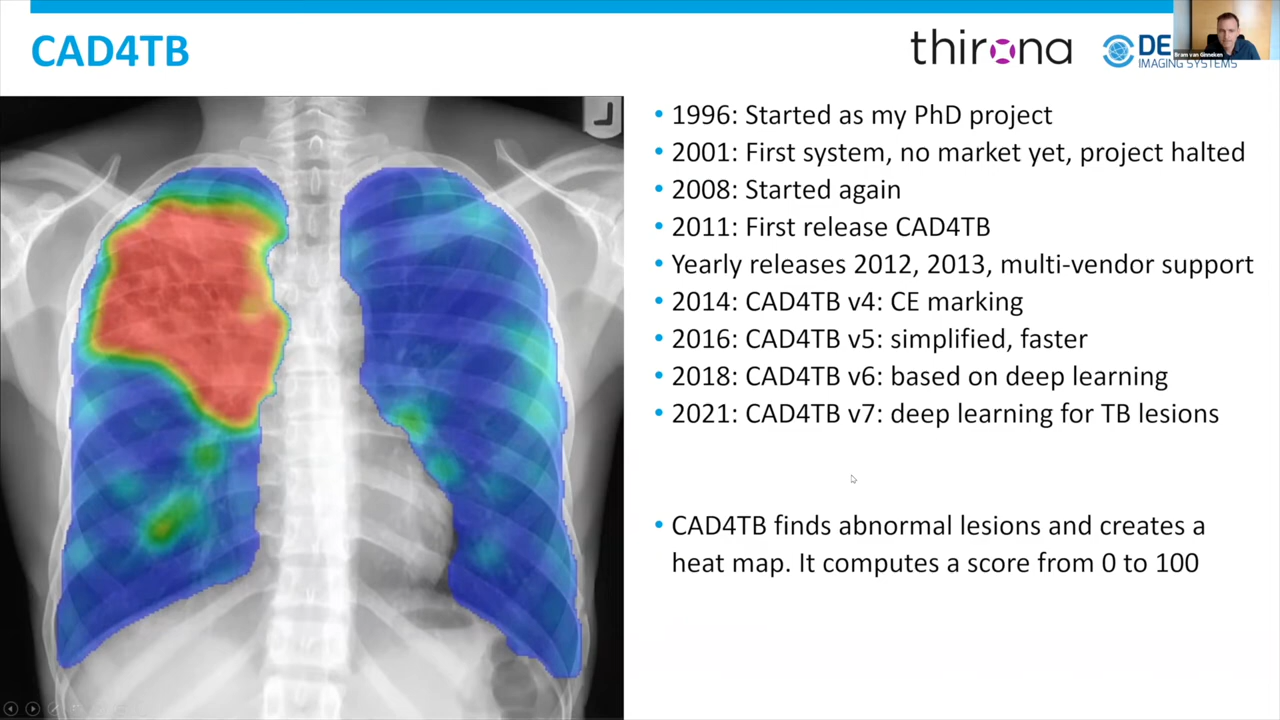 CAD4TB
thirona
DE
IMAGING SYSTEMS
Bram van Ginneken
• 1996: Started as my PhD project
• 2001: First system, no market yet, project halted
• 2008: Started again
• 2011: First release CAD4TB
• Yearly releases 2012, 2013, multi-vendor support
• 2014: CAD4TB v4: CE marking
• 2016: CAD4TB v5: simplified, faster
• 2018: CAD4TB v6: based on deep learning
• 2021: CAD4TB v7: deep learning for TB lesions
• CAD4TB finds abnormal lesions and creates a
heat map. It computes a score from 0 to 100